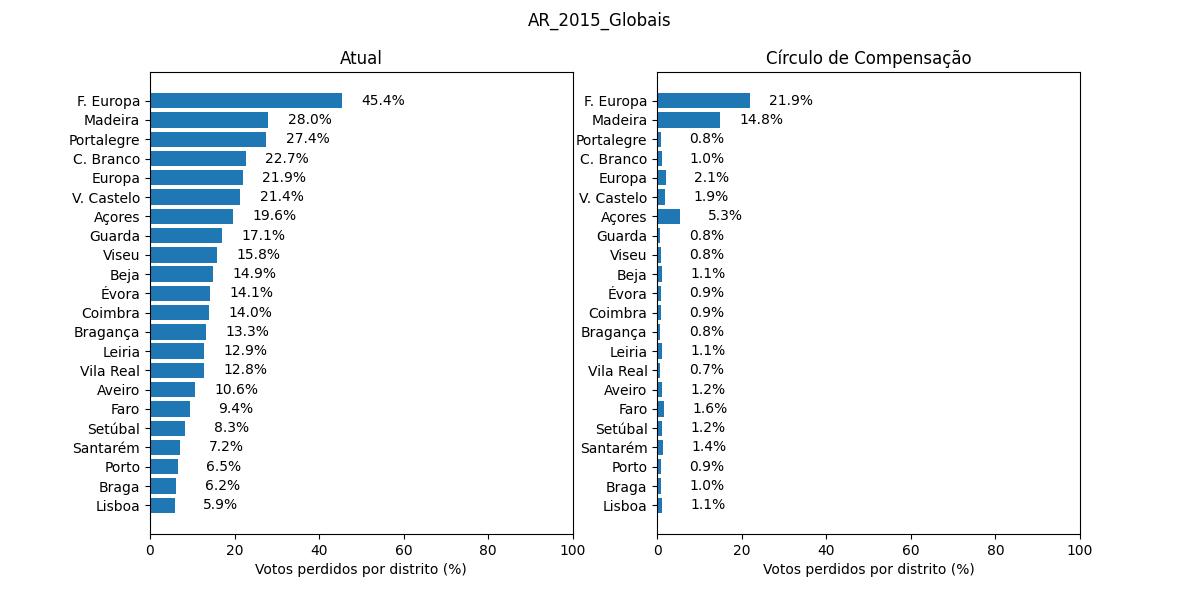 AR_2015_Globais
Atual
F. Europa 45.4%
Madeira 28.0%
Portalegre 27.4%
C. Branco 22.7%
Europa 21.9%
V. Castelo 21.4%
Açores 19.6%
Guarda 17.1%
Viseu 15.8%
Beja 14.9%
Évora 14.1%
Coimbra 14.0%
Bragança 13.3%
Leiria 12.9%
Vila Real 12.8%
Aveiro 10.6%
Faro 9.4%
Setúbal 8.3%
Santarém 7.2%
Porto 6.5%
Braga 6.2%
Lisboa 5.9%
0 20 40 60 80 100
Votos perdidos por distrito (%)
Círculo de Compensação
F. Europa 21.9%
Madeira 14.8%
Portalegre 0.8%
C. Branco 1.0%
Europa 2.1%
V. Castelo 1.9%
Açores 5.3%
Guarda 0.8%
Viseu 0.8%
Beja 1.1%
Évora 0.9%
Coimbra 0.9%
Bragança 0.8%
Leiria 1.1%
Vila Real 0.7%
Aveiro 1.2%
Faro 1.6%
Setúbal 1.2%
Santarém 1.4%
Porto 0.9%
Braga 1.0%
Lisboa 1.1%
0 20 40 60 80 100
Votos perdidos por distrito (%)